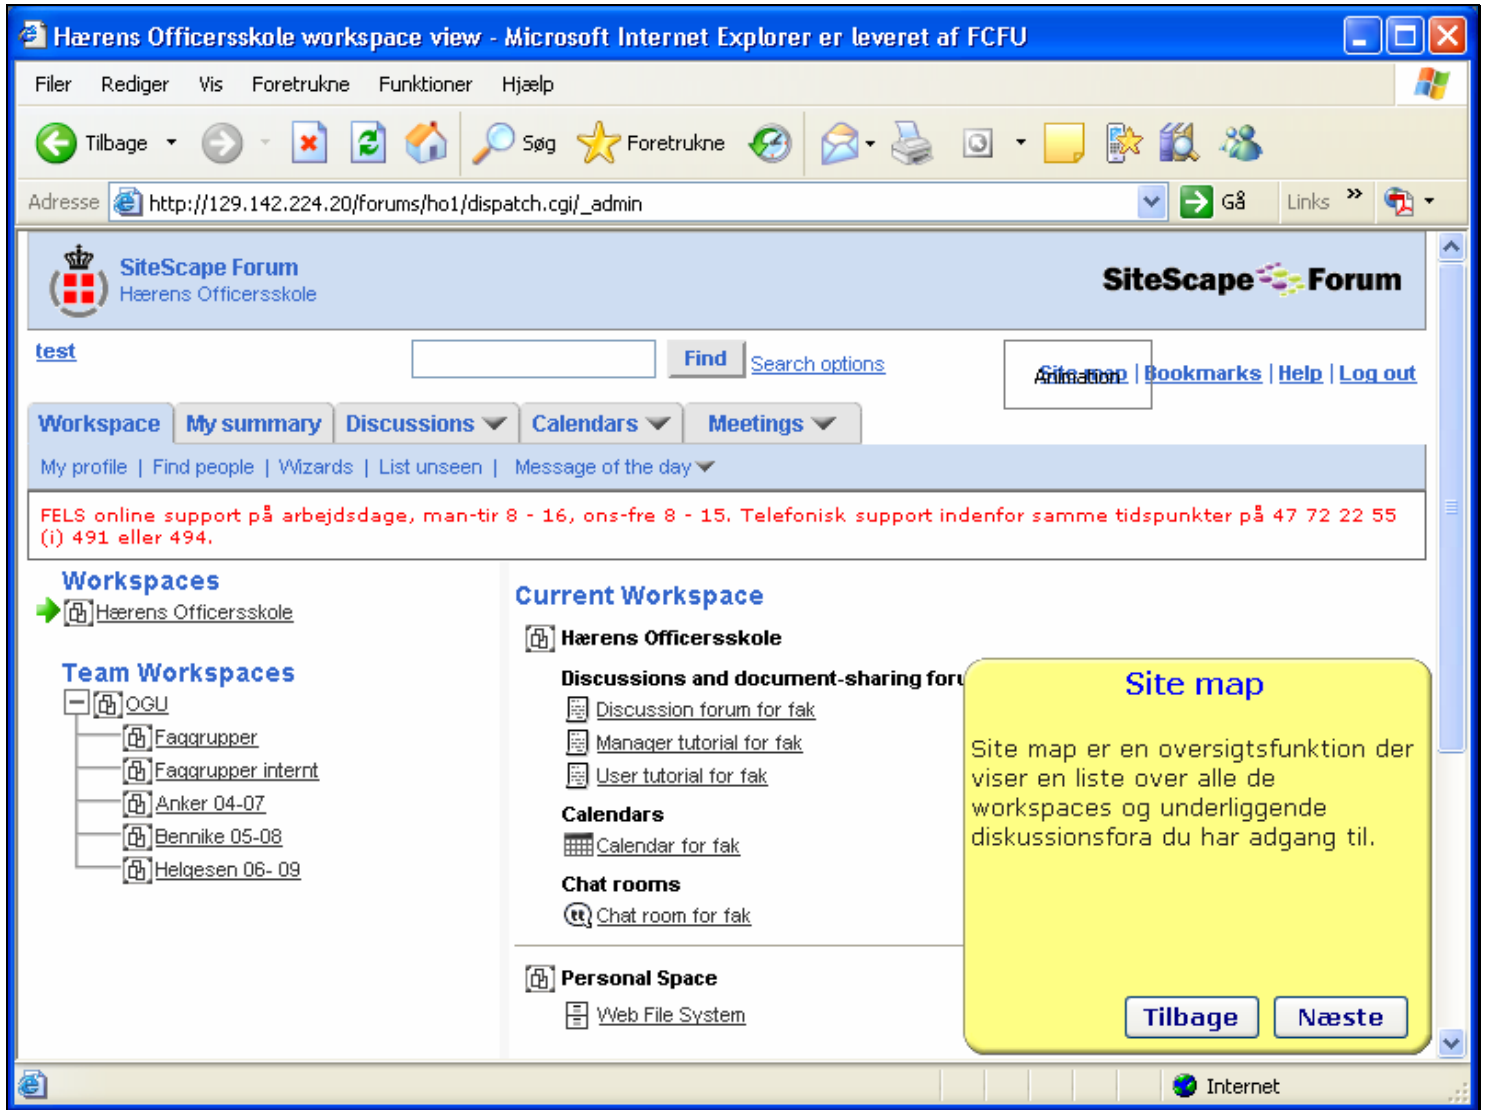 Hærens Officersskole workspace view - Microsoft Internet Explorer er leveret af FCFU
Filer Rediger Vis Foretrukne Funktioner Hjælp
Tilbage Søg Foretrukne
Adresse http://129.142.224.20/forums/ho1/dispatch.cgi/_admin Gå Links »
SiteScape Forum
Hærens Officersskole
SiteScape Forum
test Find Search options
Animation Site map | Bookmarks | Help | Log out
Workspace My summary Discussions Calendars Meetings
My profile | Find people | Wizards | List unseen | Message of the day
FELS online support på arbejdsdage, man-tir 8 - 16, ons-fre 8 - 15. Telefonisk support indenfor samme tidspunkter på 47 72 22 55
(i) 491 eller 494.
Workspaces
Hærens Officersskole
Team Workspaces
OGU
Faggrupper
Faggrupper internt
Anker 04-07
Bennike 05-08
Helgesen 06- 09
Current Workspace
Hærens Officersskole
Discussions and document-sharing foru
Discussion forum for fak
Manager tutorial for fak
User tutorial for fak
Calendars
Calendar for fak
Chat rooms
Chat room for fak
Personal Space
Web File System
Site map
Site map er en oversigtsfunktion der
viser en liste over alle de
workspaces og underliggende
diskussionsfora du har adgang til.
Tilbage Næste
Internet